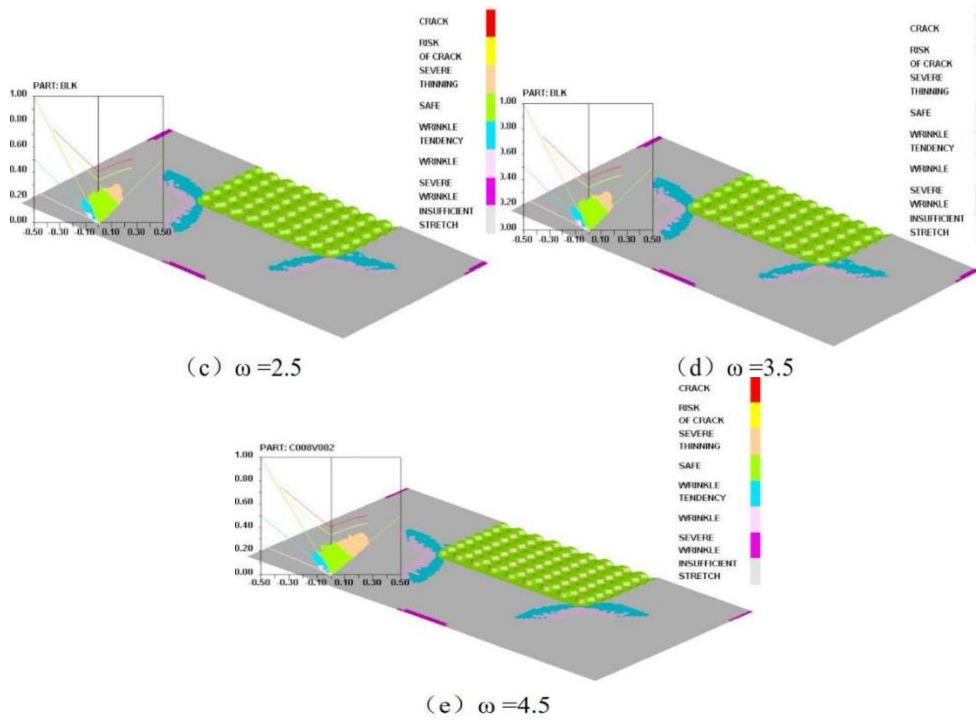 CRACK
RISK
OF CRACK
SEVERE
THINNING
SAFE
WRINKLE
TENDENCY
WRINKLE
SEVERE
WRINKLE
INSUFFICIENT
STRETCH
PART: BLK
1.00
0.80
0.60
0.40
0.20
0.00
-0.50 -0.30 -0.10 0.10 0.30 0.50
(c) ω =2.5
CRACK
RISK
OF CRACK
SEVERE
THINNING
SAFE
WRINKLE
TENDENCY
WRINKLE
SEVERE
WRINKLE
INSUFFICIENT
STRETCH
PART: BLK
1.00
0.80
0.60
0.40
0.20
0.00
-0.50 -0.30 -0.10 0.10 0.30 0.50
(d) ω =3.5
CRACK
RISK
OF CRACK
SEVERE
THINNING
SAFE
WRINKLE
TENDENCY
WRINKLE
SEVERE
WRINKLE
INSUFFICIENT
STRETCH
PART: C008V002
1.00
0.80
0.60
0.40
0.20
0.00
-0.50 -0.30 -0.10 0.10 0.30 0.50
(e) ω =4.5